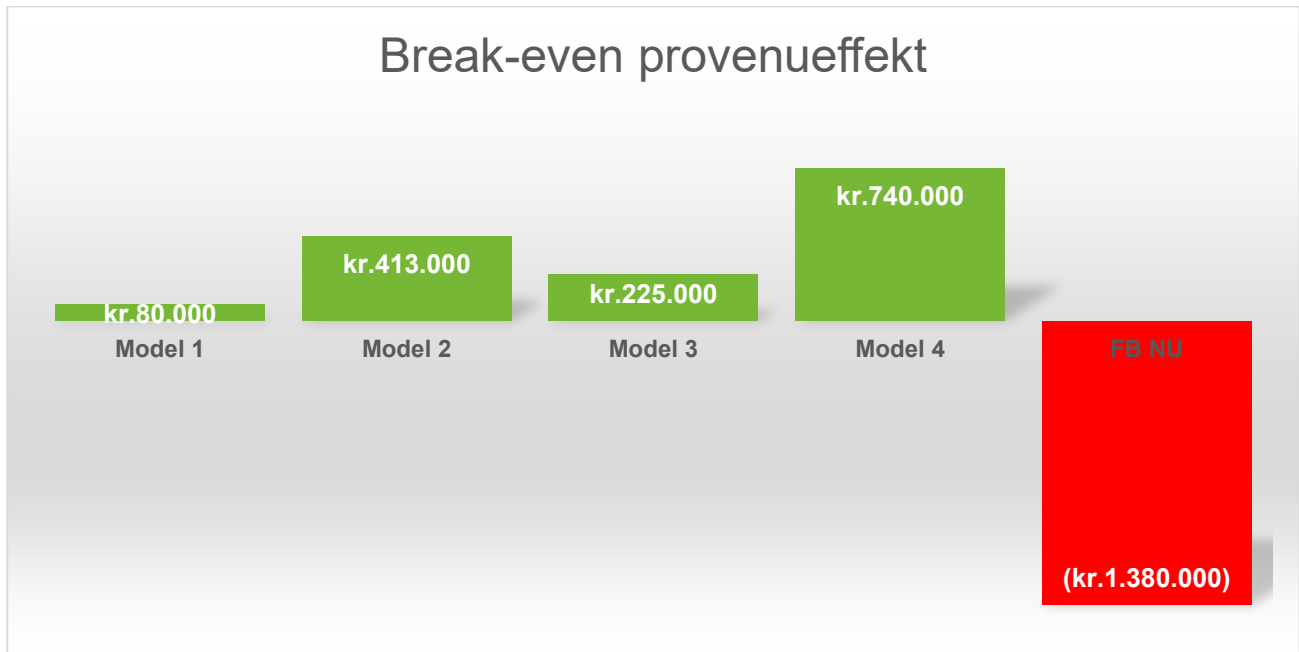 Break-even provenueffekt
kr.740.000
kr.413.000
kr.225.000
kr.80.000
Model 1
Model 2
Model 3
Model 4
FB NU
(kr.1.380.000)